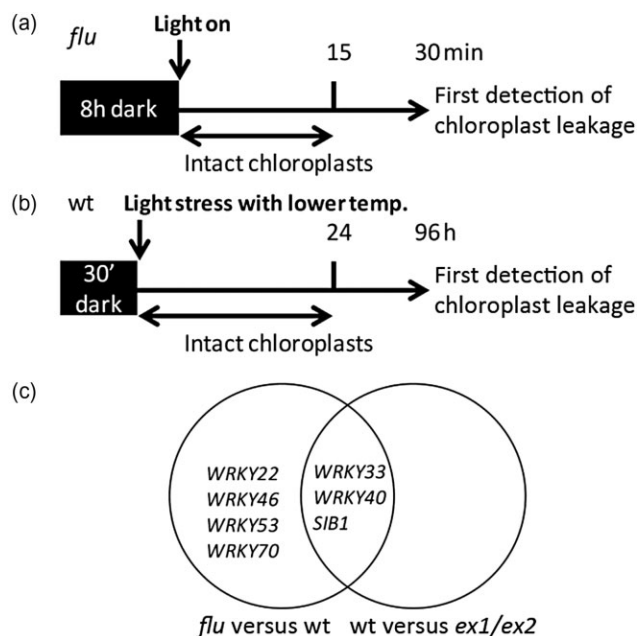 (a)
flu
Light on
15
30 min
8h dark
First detection of
chloroplast leakage
Intact chloroplasts
(b)
wt
Light stress with lower temp.
24
96 h
30’
dark
First detection of
chloroplast leakage
Intact chloroplasts
(c)
WRKY22
WRKY46
WRKY53
WRKY70
WRKY33
WRKY40
SIB1
flu versus wt
wt versus ex1/ex2